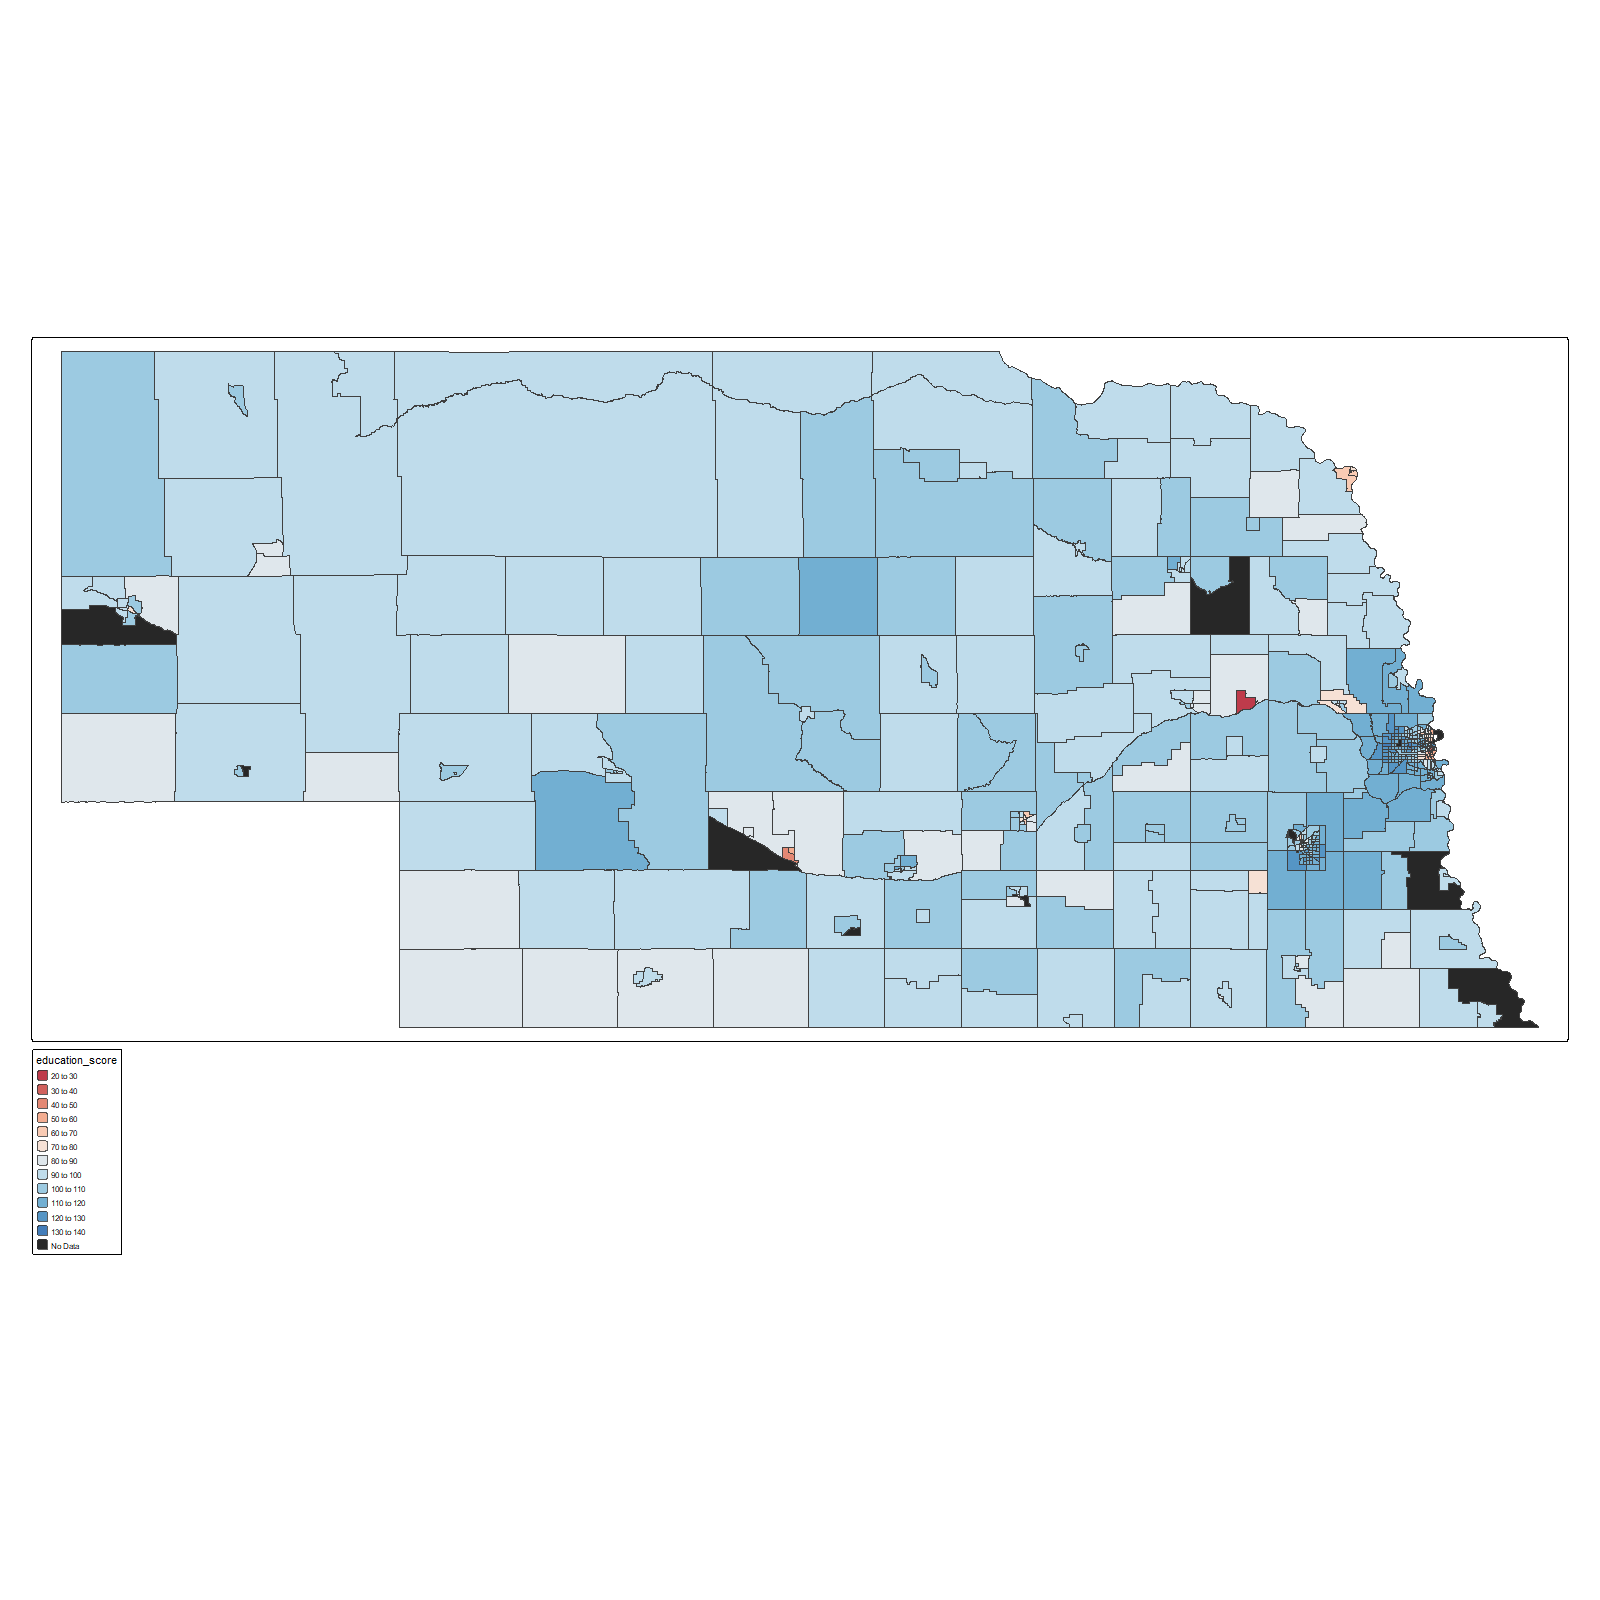 education_score
20 to 30
30 to 40
40 to 50
50 to 60
60 to 70
70 to 80
80 to 90
90 to 100
100 to 110
110 to 120
120 to 130
130 to 140
No Data